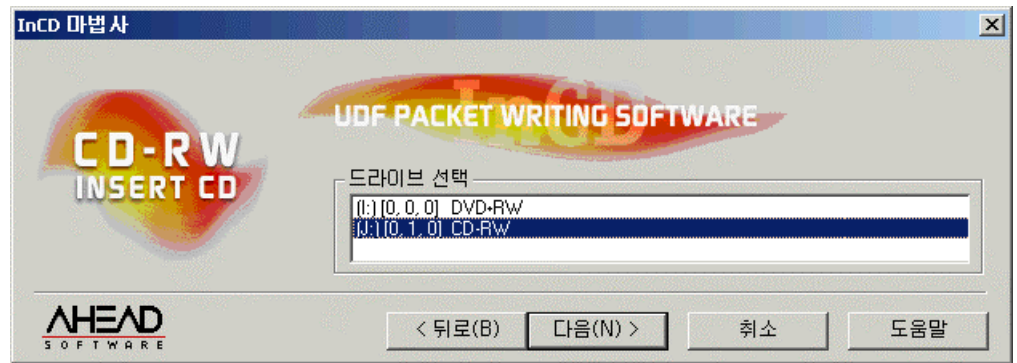 InCD 마법사
CD-RW
INSERT CD
InCD
UDF PACKET WRITING SOFTWARE
드라이브 선택
(I:) [0, 0, 0] DVD+RW
(J:) [0, 1, 0] CD-RW
AHEAD
SOFTWARE
< 뒤로(B)
다음(N) >
취소
도움말